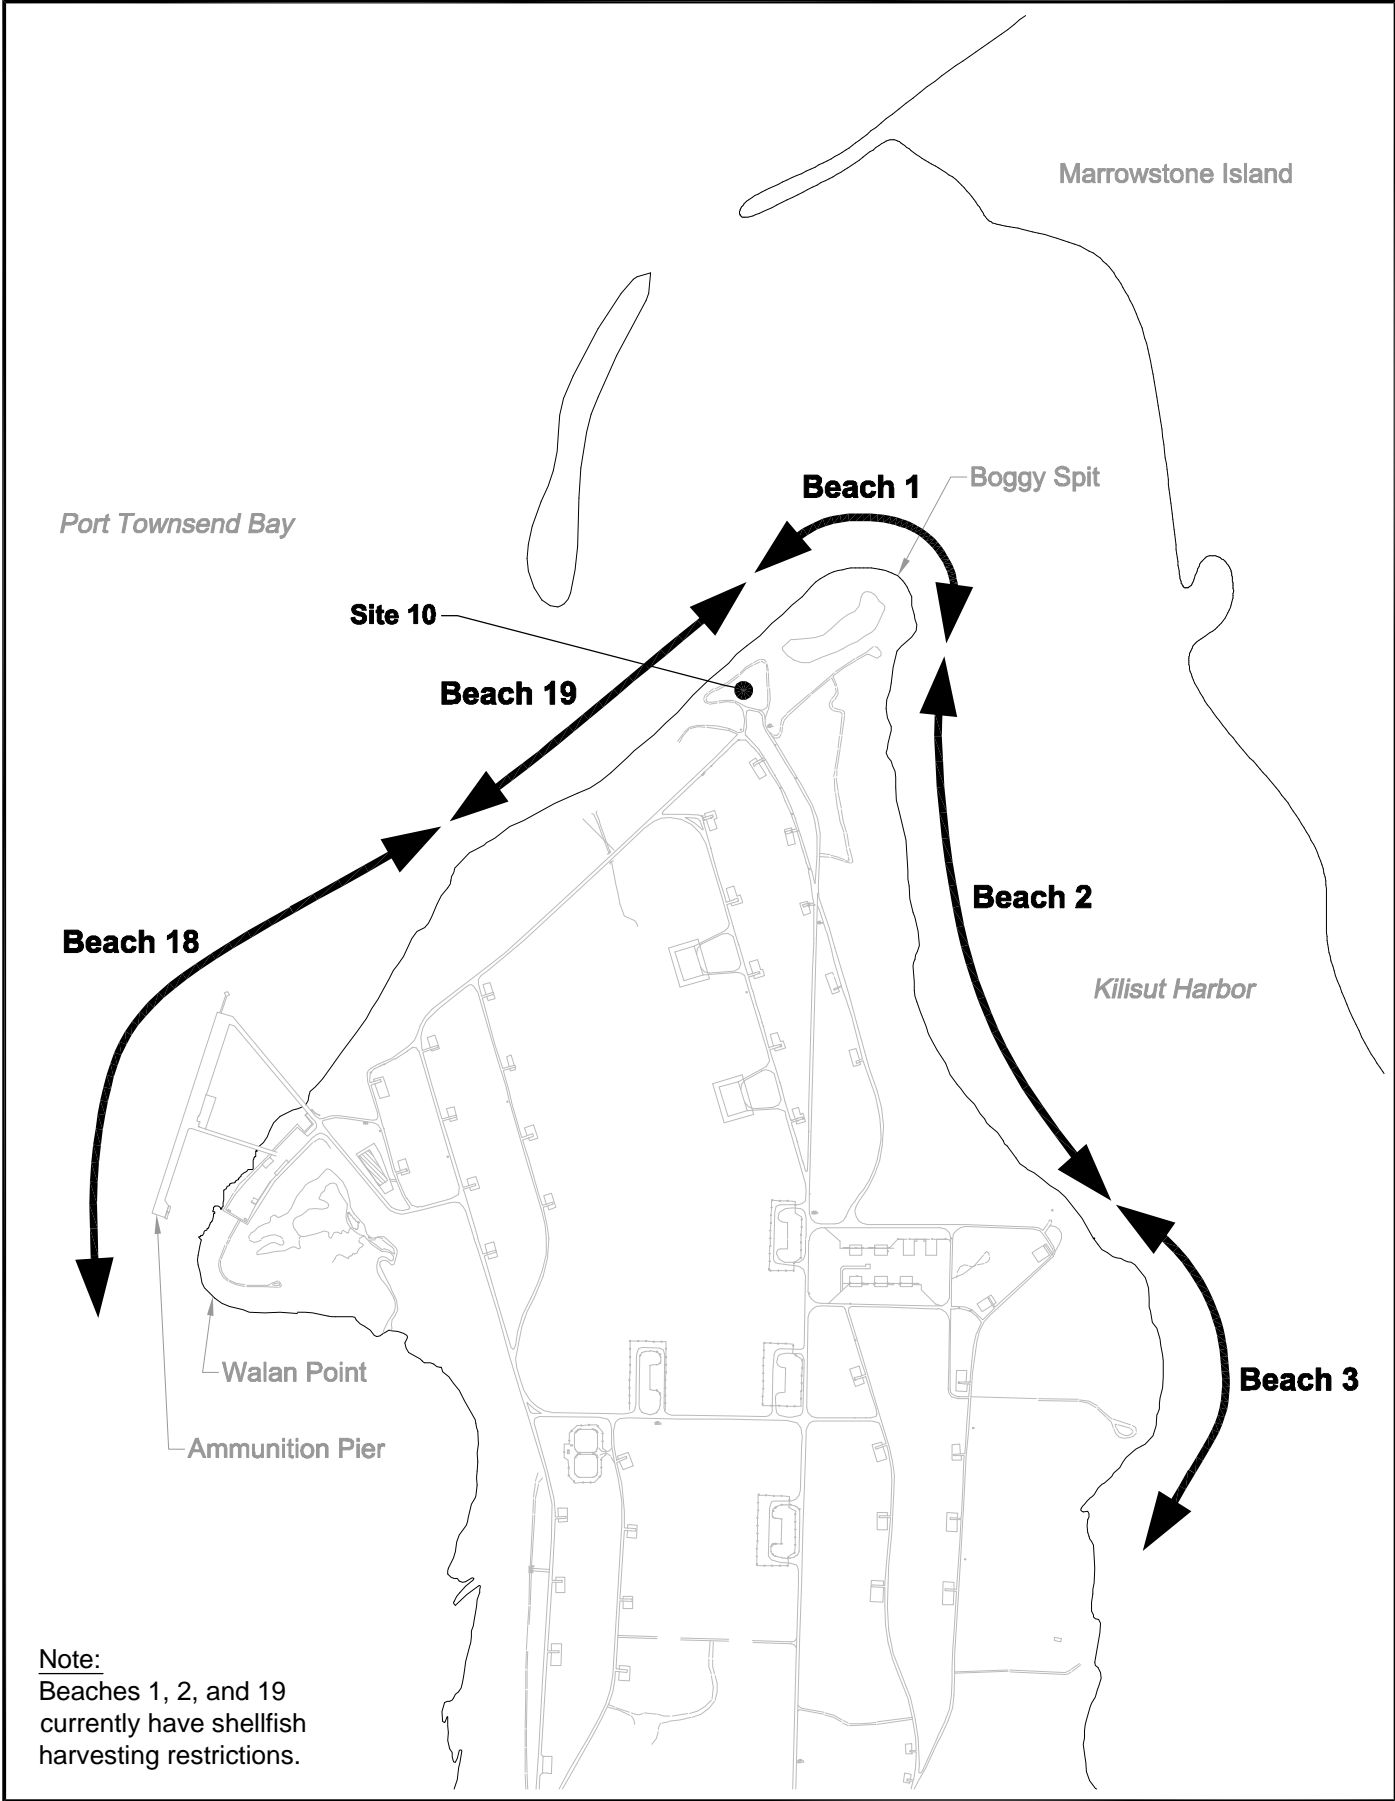 Marrowstone Island
Boggy Spit
Beach 1
Port Townsend Bay
Site 10
Beach 19
Beach 2
Beach 18
Kilisut Harbor
Walan Point
Beach 3
Ammunition Pier
Note:
Beaches 1, 2, and 19
currently have shellfish
harvesting restrictions.